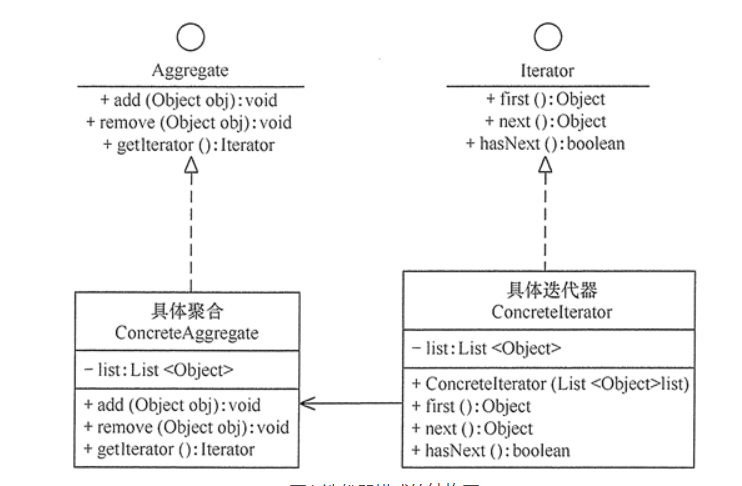 Aggregate
+ add (Object obj):void
+ remove (Object obj):void
+ getIterator ():Iterator
Iterator
+ first ():Object
+ next ():Object
+ hasNext ():boolean
具体聚合
ConcreteAggregate
- list:List <Object>
+ add (Object obj):void
+ remove (Object obj):void
+ getIterator ():Iterator
具体迭代器
ConcreteIterator
- list:List <Object>
+ ConcreteIterator (List <Object>list)
+ first ():Object
+ next ():Object
+ hasNext ():boolean